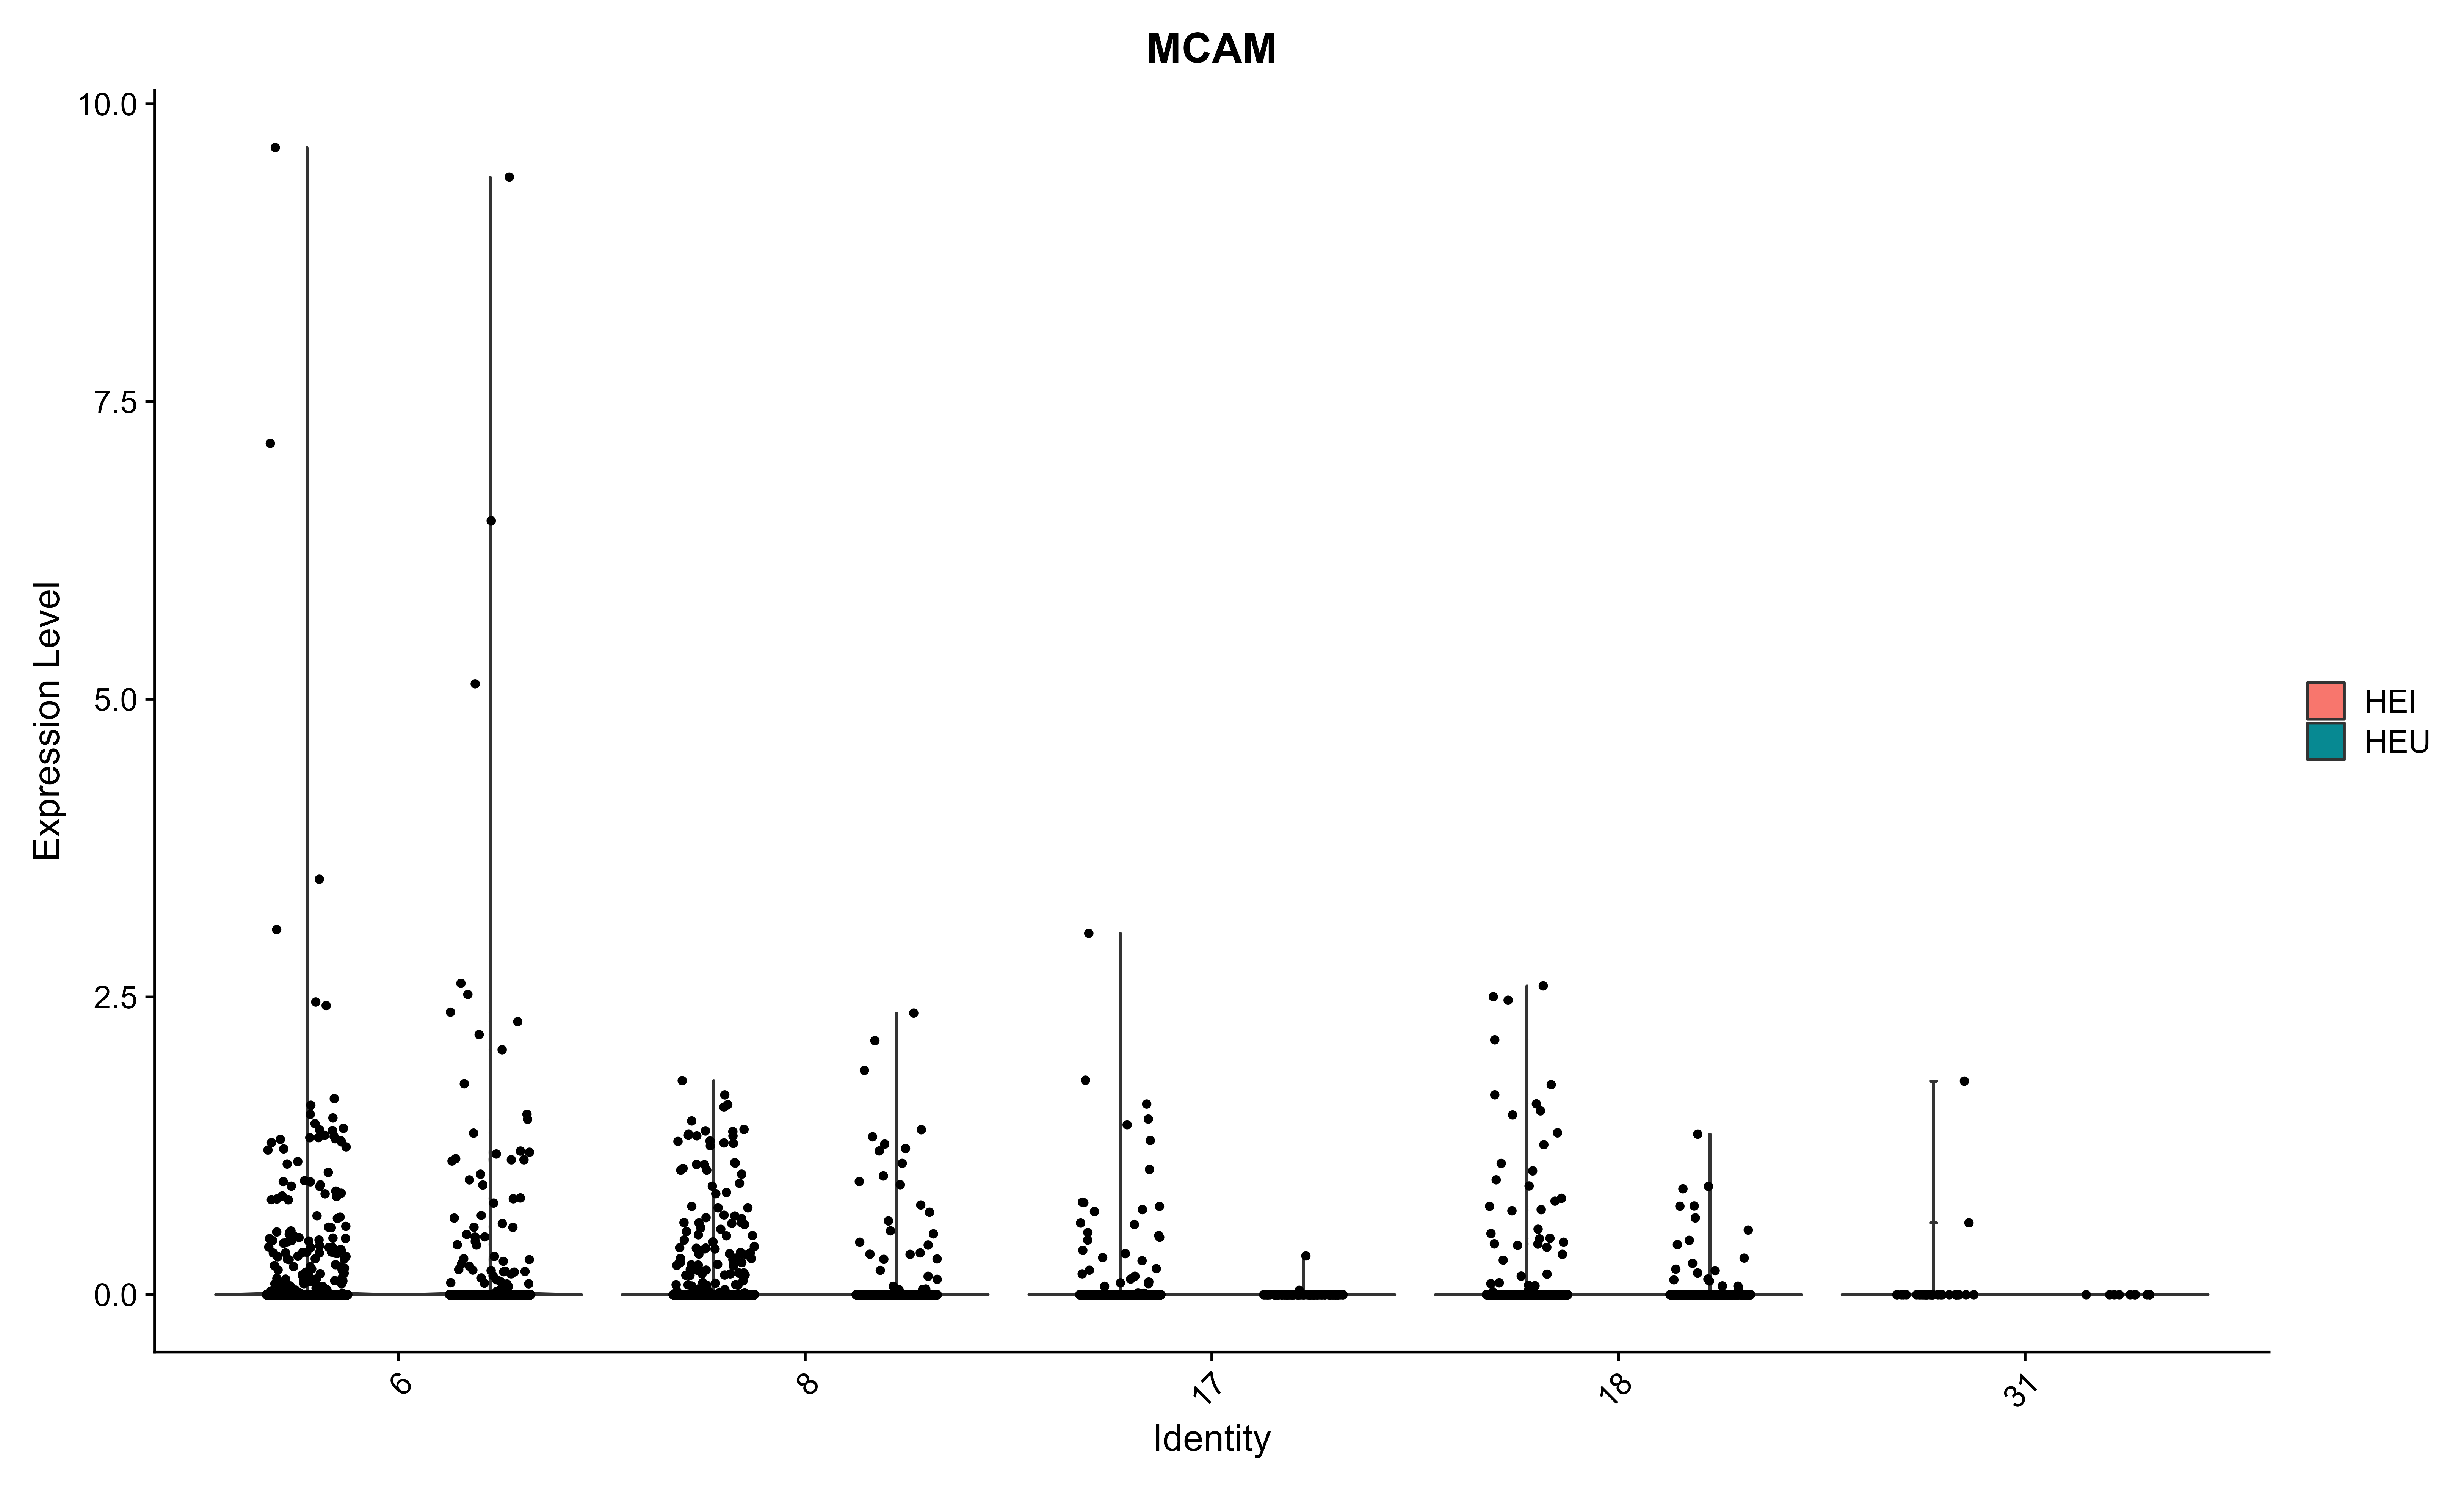 MCAM
10.0
7.5
5.0
2.5
0.0
Expression Level
6
8
17
18
31
Identity
HEI
HEU